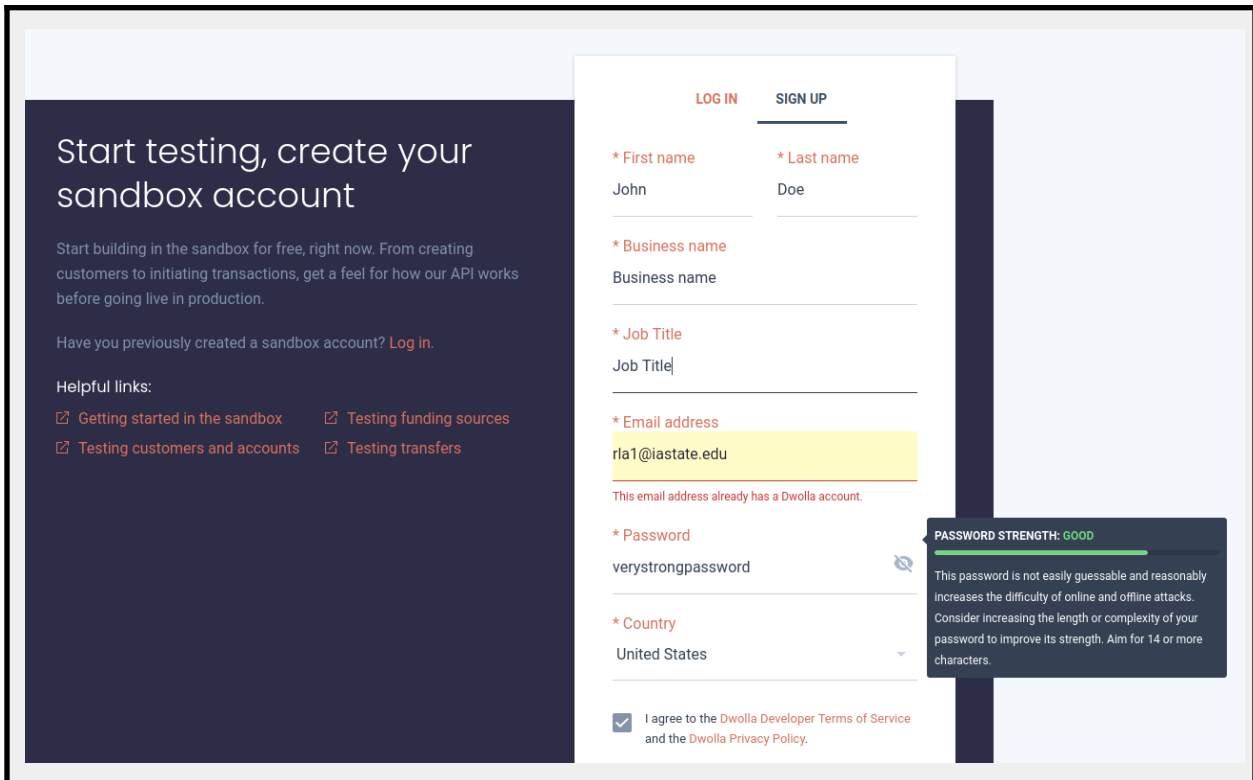 Start testing, create your
sandbox account
Start building in the sandbox for free, right now. From creating
customers to initiating transactions, get a feel for how our API works
before going live in production.
Have you previously created a sandbox account? Log in.
Helpful links:
Getting started in the sandbox
Testing funding sources
Testing customers and accounts
Testing transfers
LOG IN
SIGN UP
* First name
* Last name
John
Doe
* Business name
Business name
* Job Title
Job Title
* Email address
rla1@iastate.edu
This email address already has a Dwolla account.
* Password
verystrongpassword
* Country
United States
I agree to the Dwolla Developer Terms of Service
and the Dwolla Privacy Policy.
PASSWORD STRENGTH: GOOD
This password is not easily guessable and reasonably
increases the difficulty of online and offline attacks.
Consider increasing the length or complexity of your
password to improve its strength. Aim for 14 or more
characters.